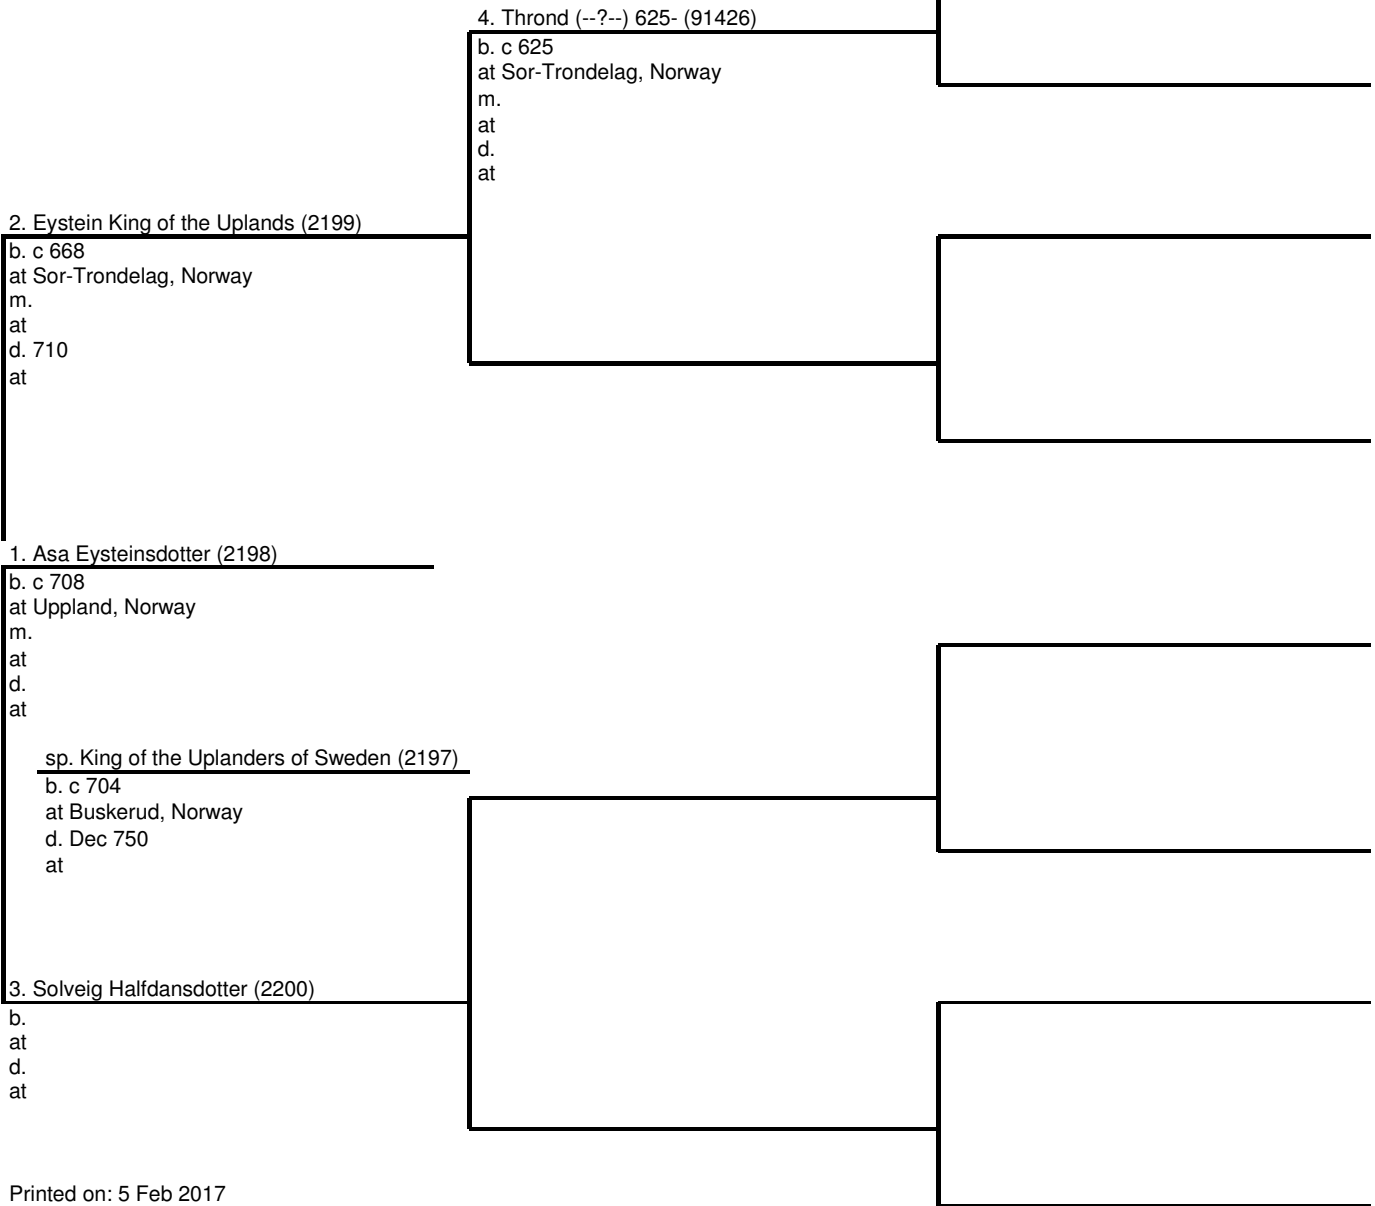 4. Thrond (--?--) 625- (91426)
b. c 625
at Sor-Trondelag, Norway
m.
at
d.
at
2. Eystein King of the Uplands (2199)
b. c 668
at Sor-Trondelag, Norway
m.
at
d. 710
at
1. Asa Eysteinsdotter (2198)
b. c 708
at Uppland, Norway
m.
at
d.
at
sp. King of the Uplanders of Sweden (2197)
b. c 704
at Buskerud, Norway
d. Dec 750
at
3. Solveig Halfdansdotter (2200)
b.
at
d.
at
Printed on: 5 Feb 2017